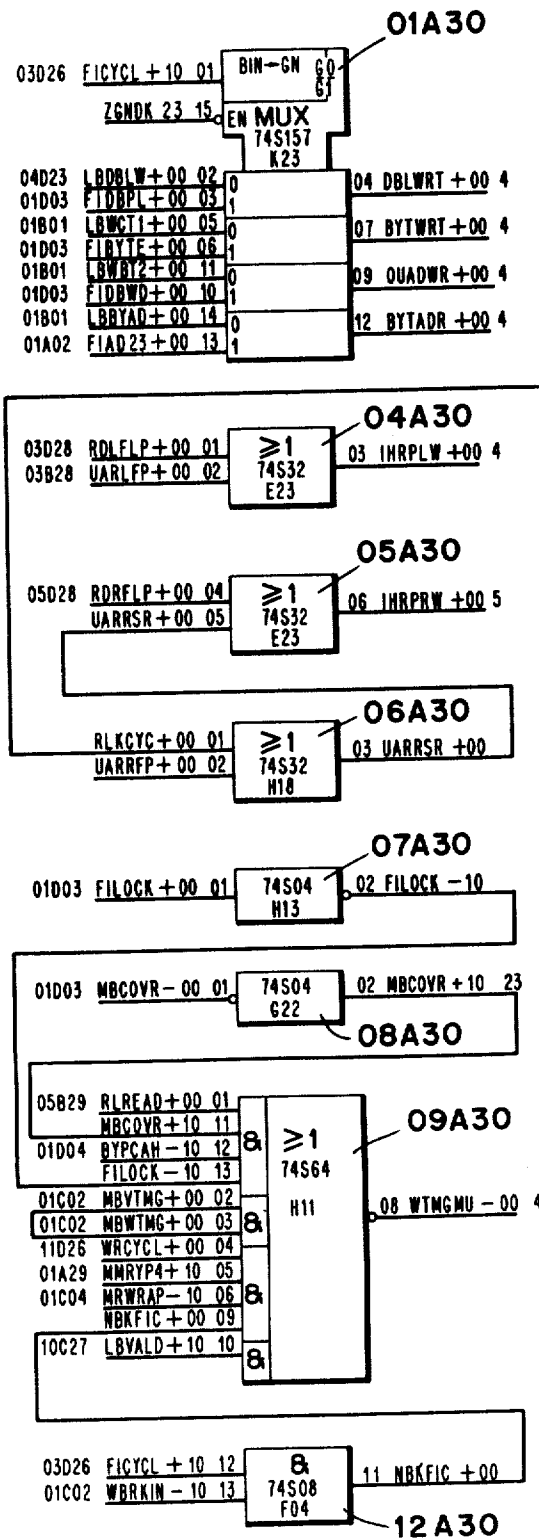 01A30
BIN→GN G0
G1
03D26 FICYCL+10 01
ZGNDK 23 15 EN MUX
74S157
K23
04D23 LBDBLW+00 02 0 04 DBLWRT+00 4
01D03 FIDBPL+00 03 1
01B01 LBWCT1+00 05 0 07 BYTWRT+00 4
01D03 FIBYTE+00 06 1
01B01 LBWBY2+00 11 0 09 QUADWR+00 4
01D03 FIDBWD+00 10 1
01B01 LBBYAD+00 14 0 12 BYTADR+00 4
01A02 FIAD23+00 13 1
04A30
03D28 RDLFLP+00 01 ≥1 03 IHRPLW+00 4
03B28 UARLFP+00 02 74S32
E23
05A30
05D28 RDRFLP+00 04 ≥1 06 IHRPRW+00 5
UARRSR+00 05 74S32
E23
06A30
RLKCYC+00 01 ≥1 03 UARRSR+00
UARRFP+00 02 74S32
H18
07A30
01D03 FILOCK+00 01 74S04 02 FILOCK-10
H13
01D03 MBCOVR-00 01 74S04 02 MBCOVR+10 23
G22
08A30
09A30
05B29 RLREAD+00 01
MBCOVR+10 11 & ≥1
01D04 BYPCAH-10 12 74S64
FILOCK-10 13
01C02 MBVTMG+00 02 H11 08 WTMGMU-00 4
01C02 MBWTMG+00 03 &
11D26 WRCYCL+00 04
01A29 MMRYP4+10 05
01C04 MRWRAP-10 06 &
NBKFIC+00 09
10C27 LBVALD+10 10 &
03D26 FICYCL+10 12 & 11 NBKFIC+00
01C02 WBRKIN-10 13 74S08
F04
12A30